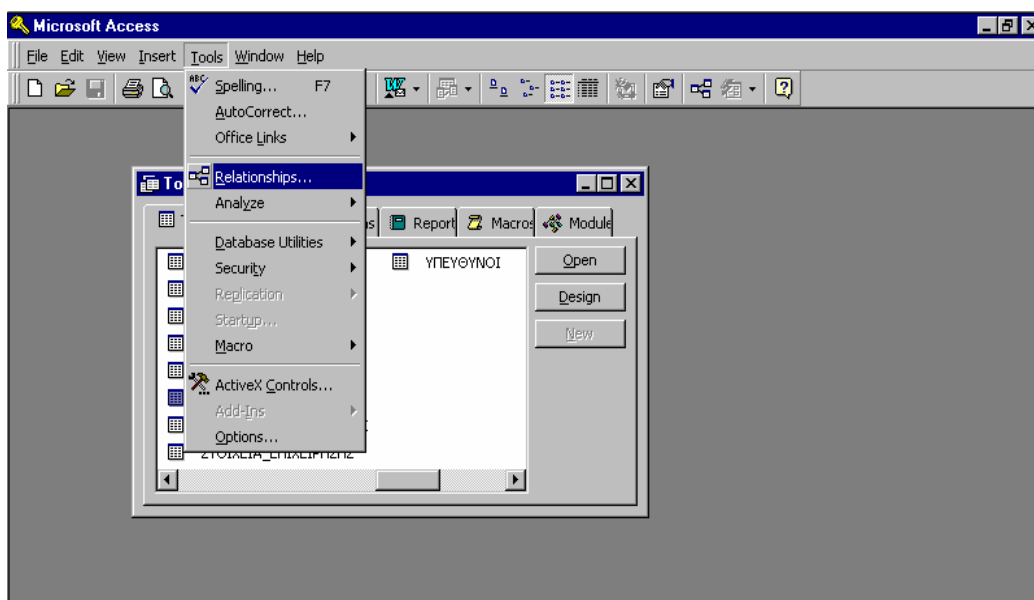 Microsoft Access
File Edit View Insert Tools Window Help
Spelling... F7
AutoCorrect...
Office Links
Relationships...
Analyze
Database Utilities
Security
Replication
Startup...
Macro
ActiveX Controls...
Add-Ins
Options...
Report Macros Module
ΥΠΕΥΘΥΝΟΙ
Open
Design
New